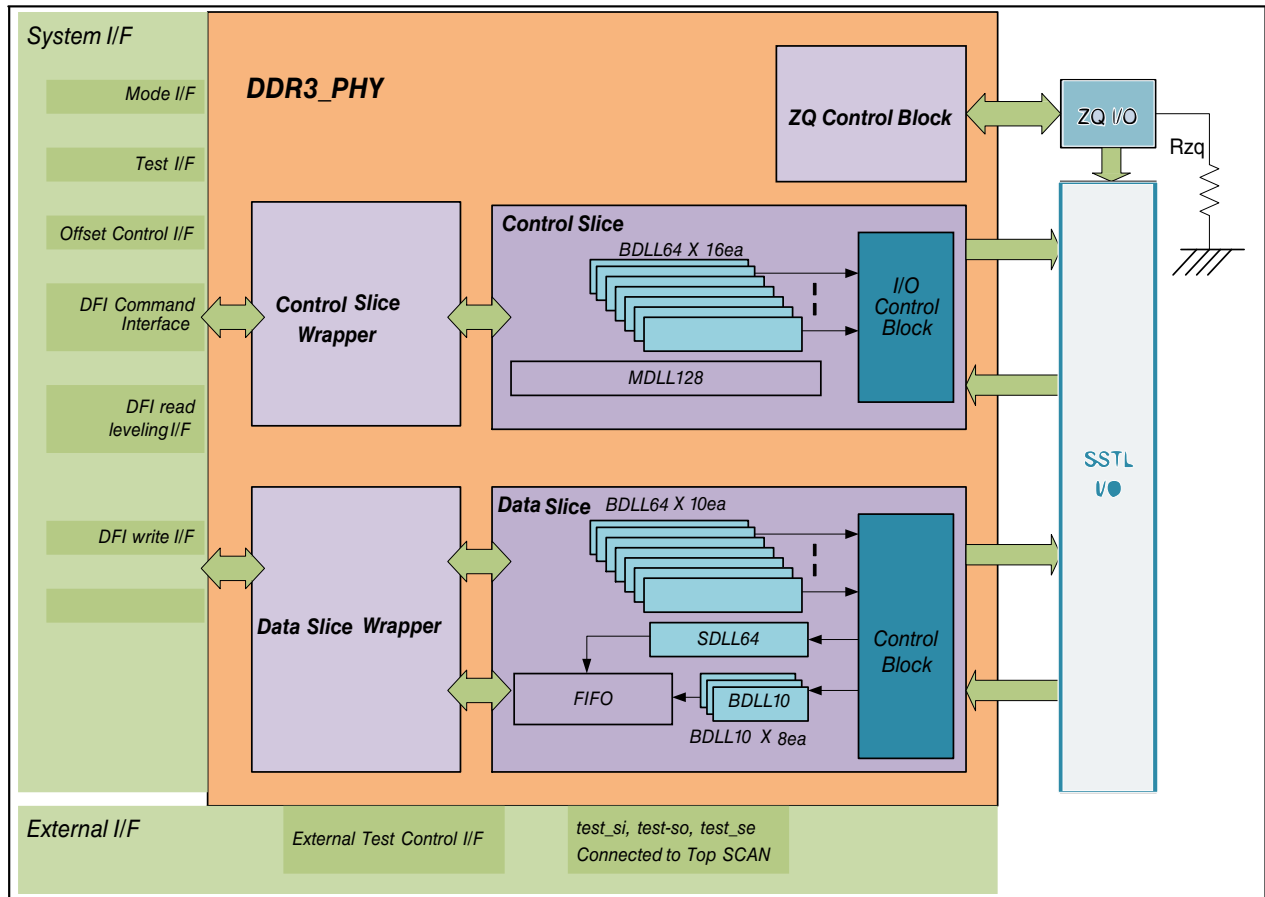 System I/F
Mode I/F
Test I/F
Offset Control I/F
DFI Command
Interface
DFI read
leveling I/F
DFI write I/F
DDR3_PHY
ZQ Control Block
ZQ I/O
Rzq
Control Slice
Wrapper
Control Slice
BDLL64 X 16ea
MDLL128
I/O
Control
Block
SSTL
I/O
Data Slice Wrapper
Data Slice
BDLL64 X 10ea
SDLL64
FIFO
BDLL10
BDLL10 X 8ea
Control
Block
External I/F
External Test Control I/F
test_si, test-so, test_se
Connected to Top SCAN